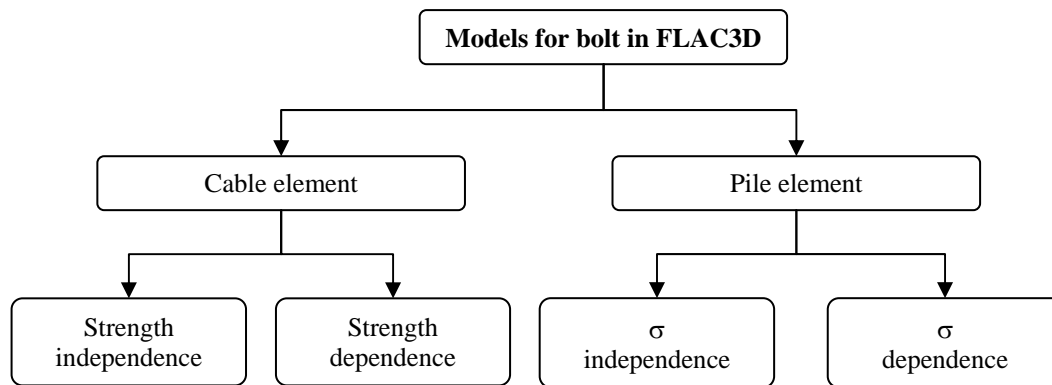 Models for bolt in FLAC3D
Cable element
Pile element
Strength
independence
Strength
dependence
σ
independence
σ
dependence